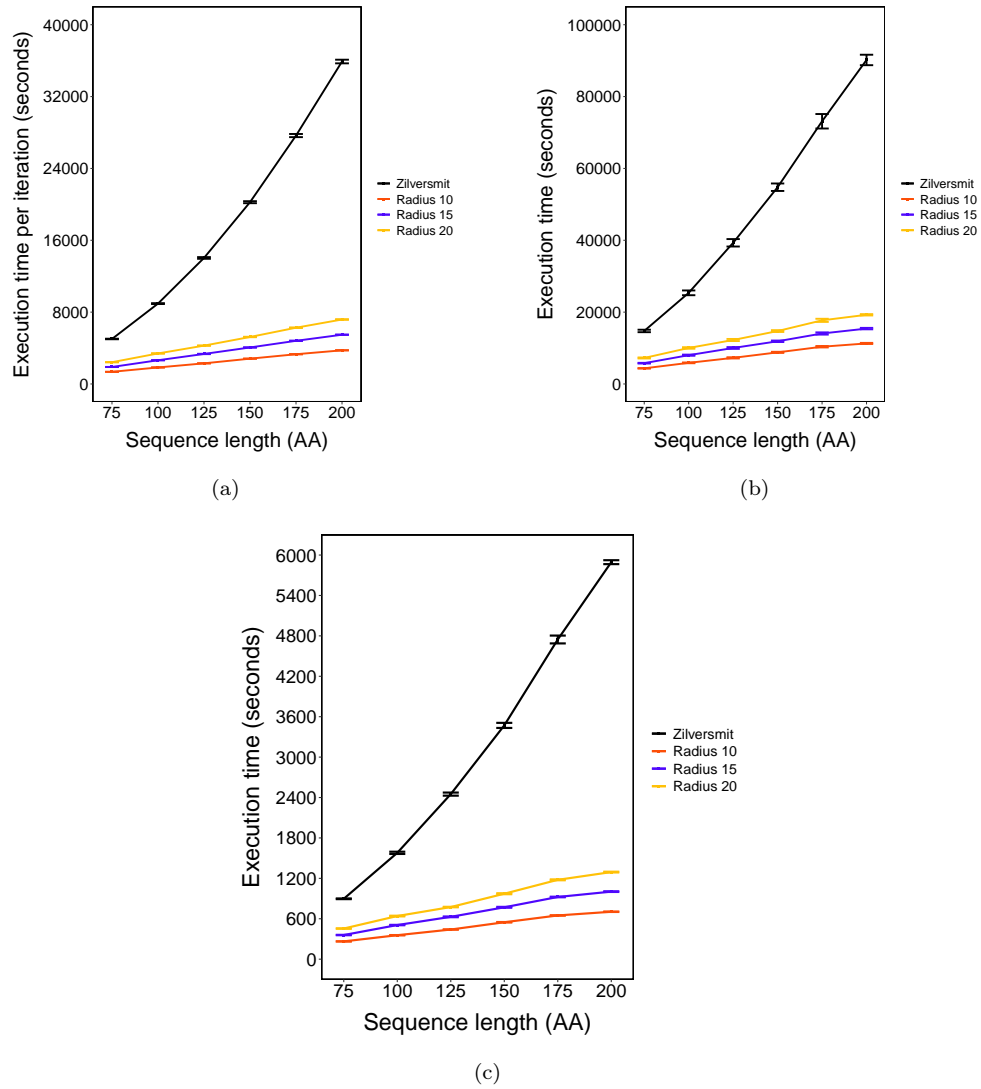 Execution time per iteration (seconds)
40000
32000
24000
16000
8000
0
75 100 125 150 175 200
Sequence length (AA)
Zilversmit
Radius 10
Radius 15
Radius 20
(a)
Execution time (seconds)
100000
80000
60000
40000
20000
0
75 100 125 150 175 200
Sequence length (AA)
Zilversmit
Radius 10
Radius 15
Radius 20
(b)
Execution time (seconds)
6000
5400
4800
4200
3600
3000
2400
1800
1200
600
0
75 100 125 150 175 200
Sequence length (AA)
Zilversmit
Radius 10
Radius 15
Radius 20
(c)